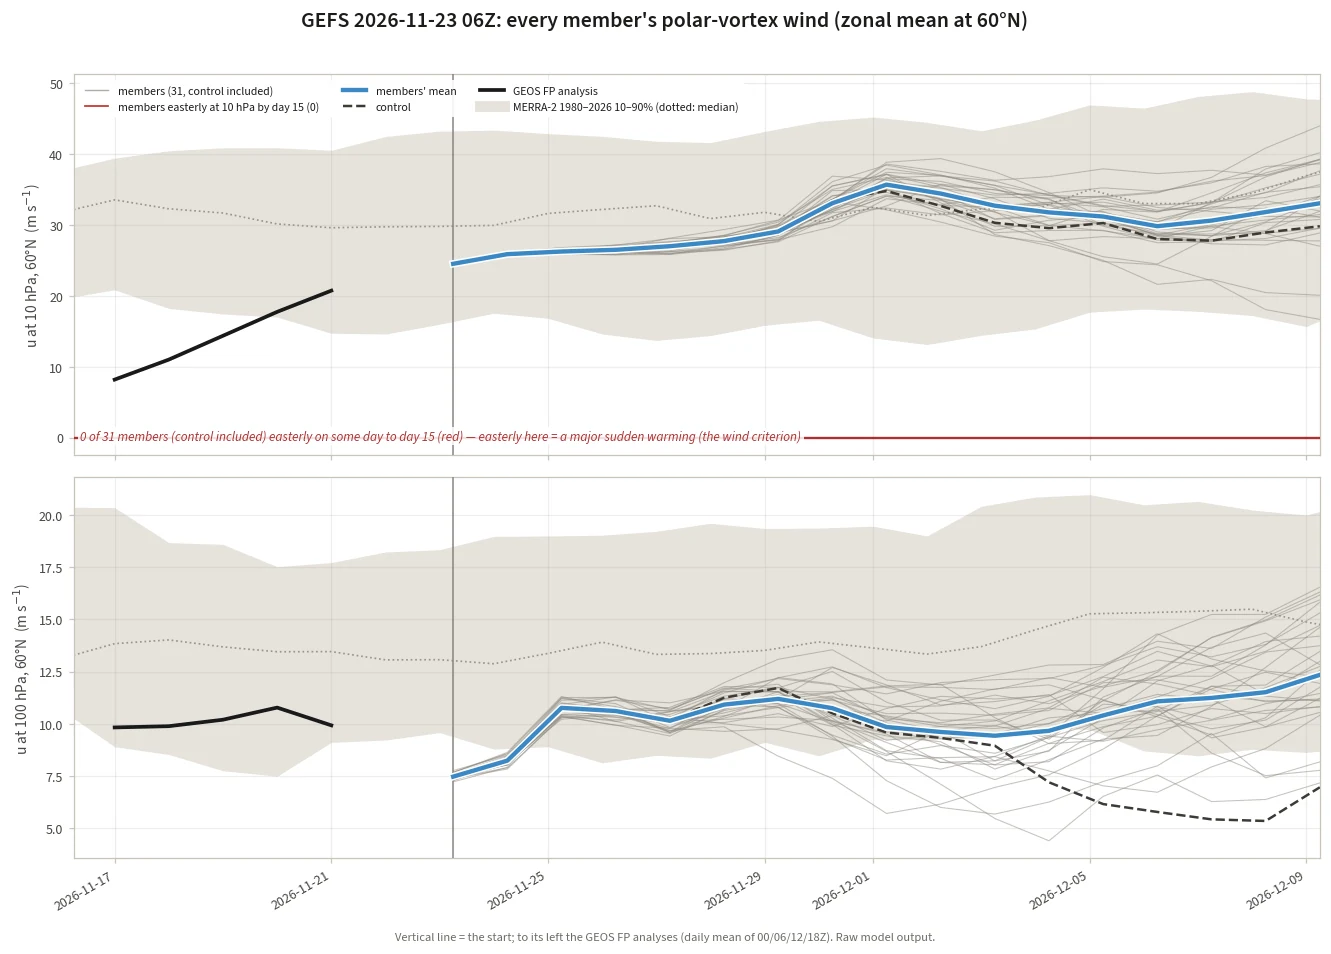 GEFS 2026-11-23 06Z: every member's polar-vortex wind (zonal mean at 60°N)
members (31, control included)
members easterly at 10 hPa by day 15 (0)
members' mean
control
GEOS FP analysis
MERRA-2 1980–2026 10–90% (dotted: median)
u at 10 hPa, 60°N (m s⁻¹)
50
40
30
20
10
0
0 of 31 members (control included) easterly on some day to day 15 (red) — easterly here = a major sudden warming (the wind criterion)
u at 100 hPa, 60°N (m s⁻¹)
20.0
17.5
15.0
12.5
10.0
7.5
5.0
2026-11-17
2026-11-21
2026-11-25
2026-11-29
2026-12-01
2026-12-05
2026-12-09
Vertical line = the start; to its left the GEOS FP analyses (daily mean of 00/06/12/18Z). Raw model output.